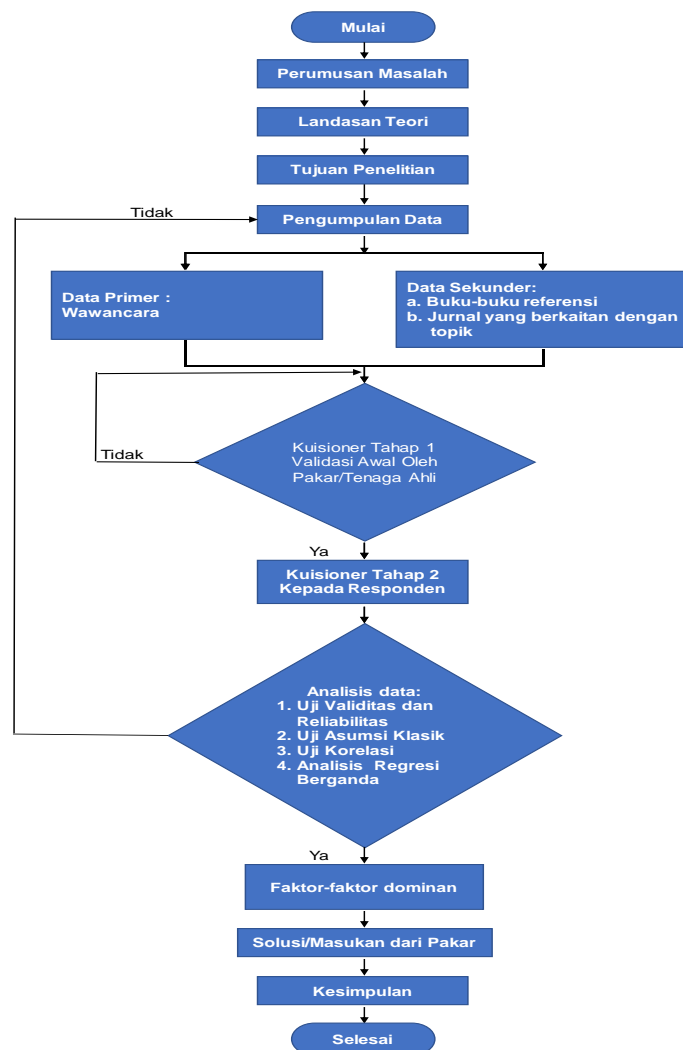 Mulai
Perumusan Masalah
Landasan Teori
Tujuan Penelitian
Tidak
Pengumpulan Data
Data Primer :
Wawancara
Data Sekunder:
a. Buku-buku referensi
b. Jurnal yang berkaitan dengan
topik
Tidak
Kuisioner Tahap 1
Validasi Awal Oleh
Pakar/Tenaga Ahli
Ya
Kuisioner Tahap 2
Kepada Responden
Analisis data:
1. Uji Validitas dan
Reliabilitas
2. Uji Asumsi Klasik
3. Uji Korelasi
4. Analisis Regresi
Berganda
Ya
Faktor-faktor dominan
Solusi/Masukan dari Pakar
Kesimpulan
Selesai